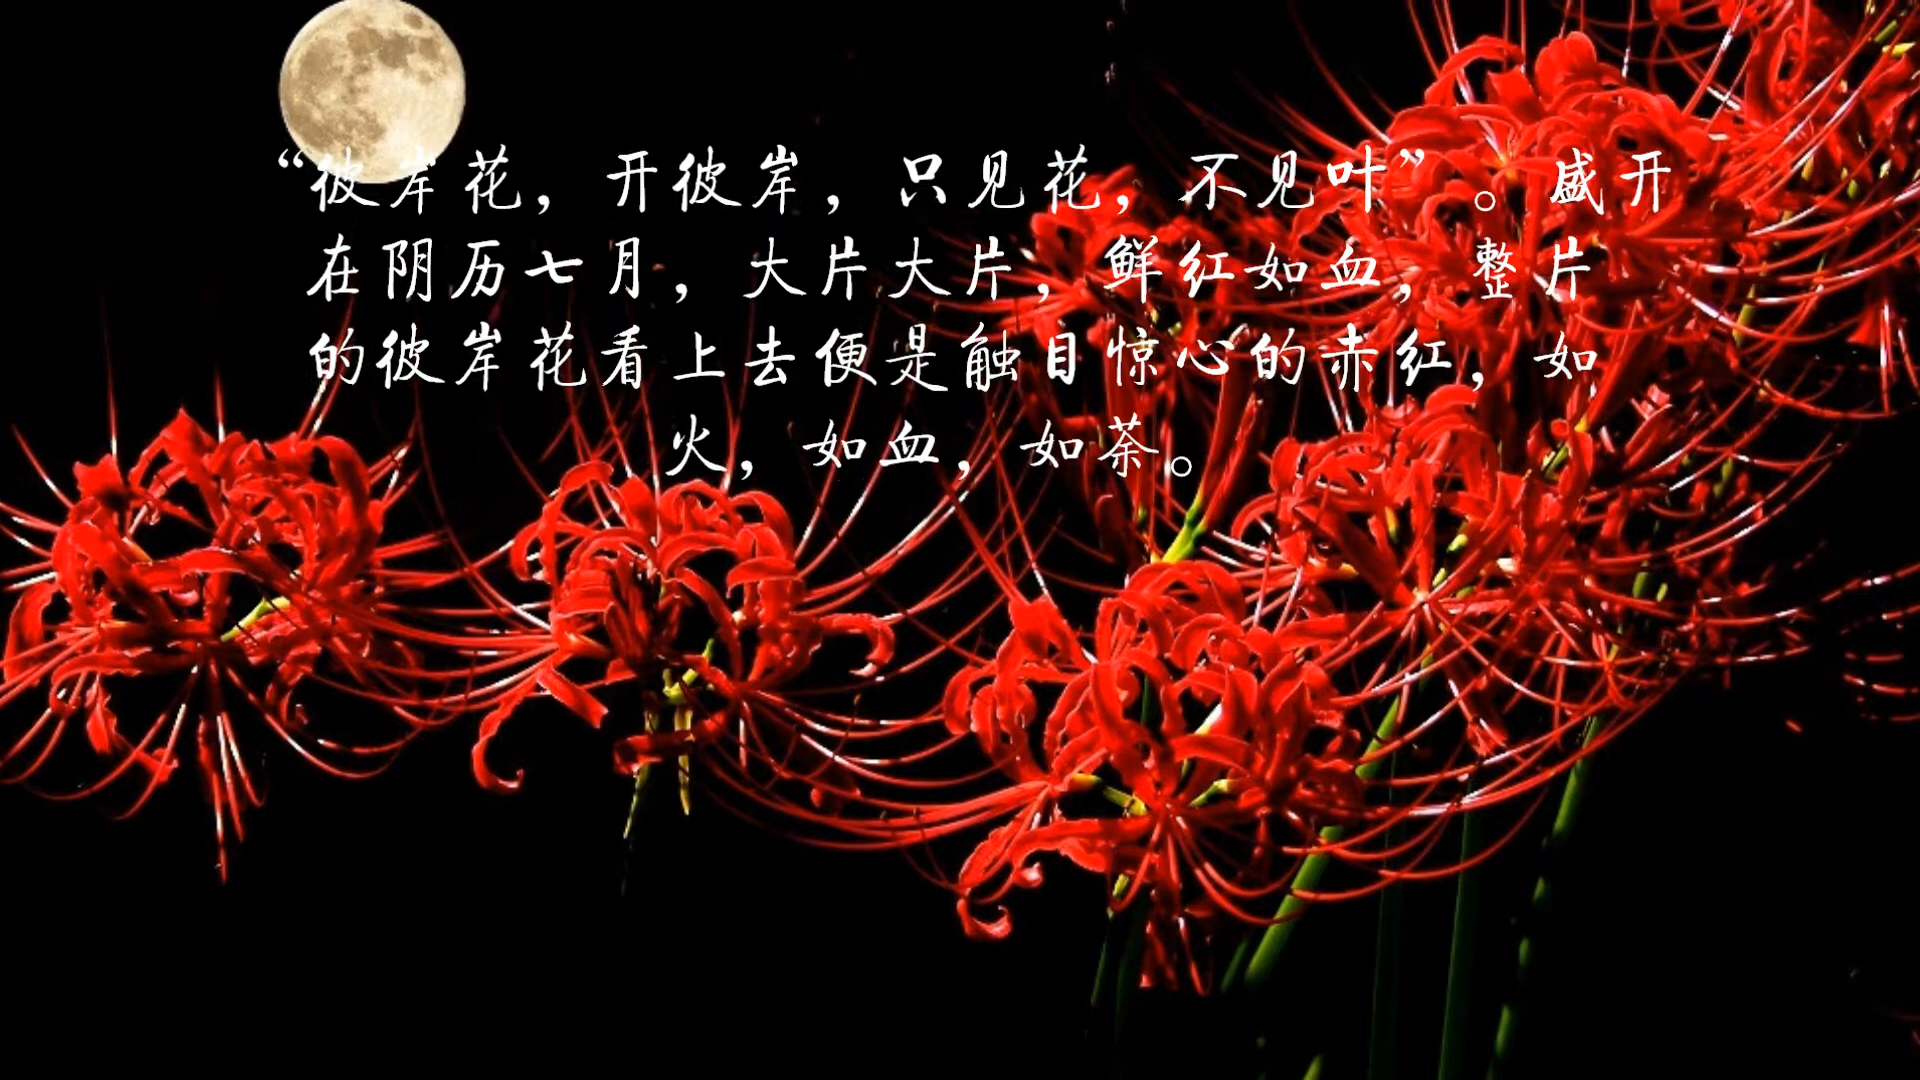 “彼岸花，开彼岸，只见花，不见叶”。盛开
在阴历七月，大片大片，鲜红如血，整片
的彼岸花看上去便是触目惊心的赤红，如
火，如血，如荼。